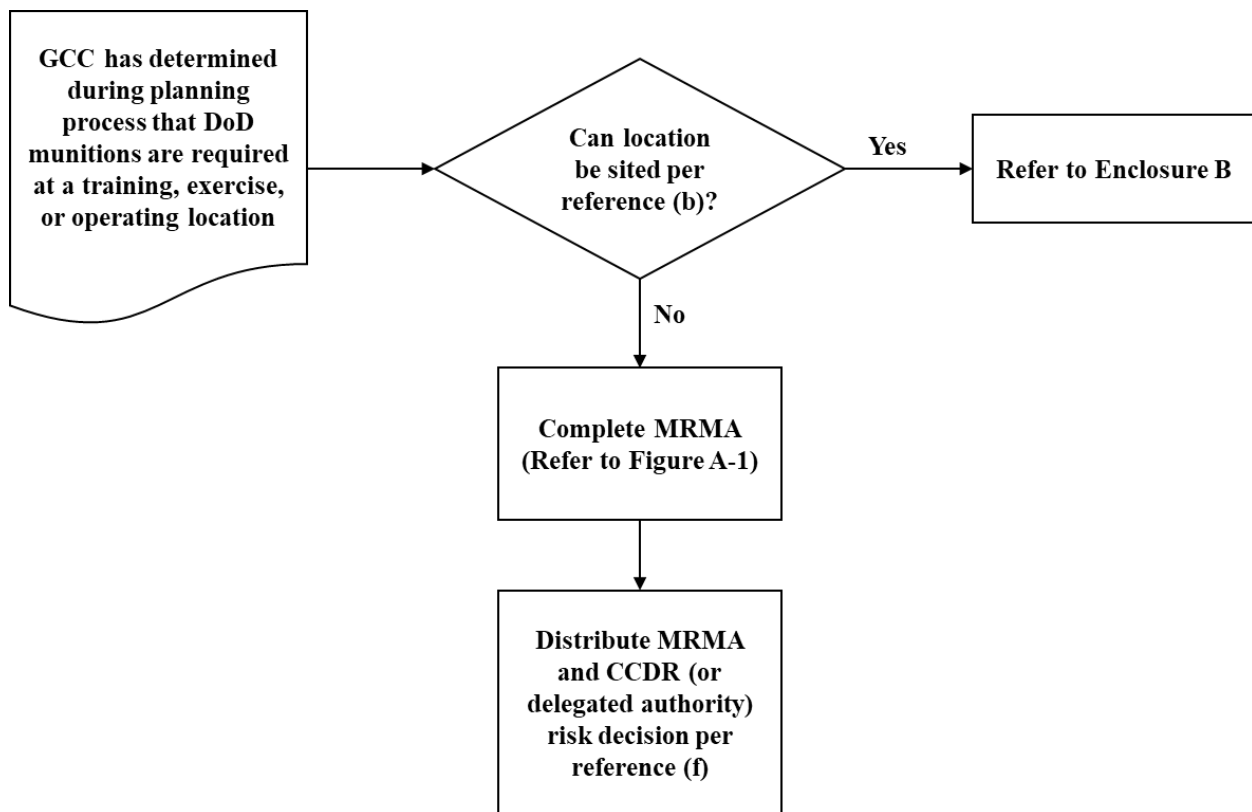 GCC has determined
during planning
process that DoD
munitions are required
at a training, exercise,
or operating location
Can location
be sited per
reference (b)?
Yes
Refer to Enclosure B
No
Complete MRMA
(Refer to Figure A-1)
Distribute MRMA
and CCDR (or
delegated authority)
risk decision per
reference (f)